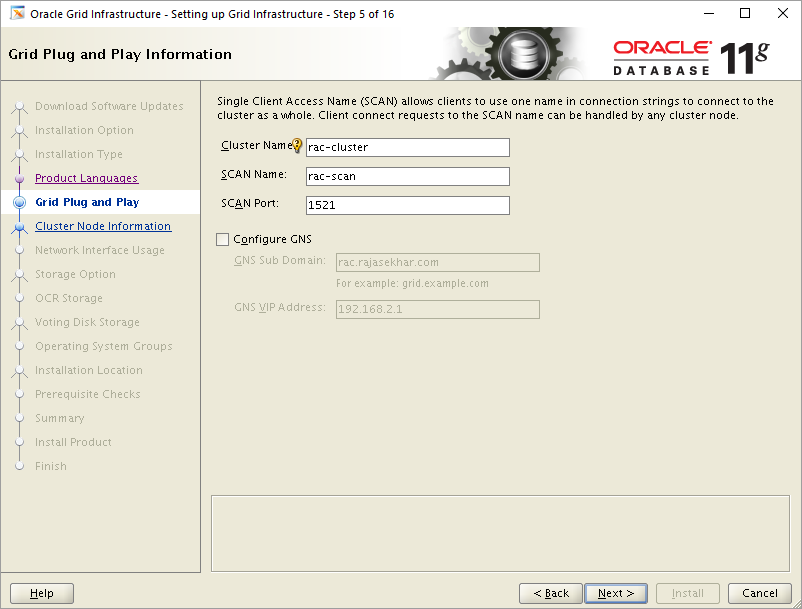 Oracle Grid Infrastructure - Setting up Grid Infrastructure - Step 5 of 16
Grid Plug and Play Information
ORACLE
DATABASE
11g
Download Software Updates
Installation Option
Installation Type
Product Languages
Grid Plug and Play
Cluster Node Information
Network Interface Usage
Storage Option
OCR Storage
Voting Disk Storage
Operating System Groups
Installation Location
Prerequisite Checks
Summary
Install Product
Finish
Single Client Access Name (SCAN) allows clients to use one name in connection strings to connect to the
cluster as a whole. Client connect requests to the SCAN name can be handled by any cluster node.
Cluster Name
rac-cluster
SCAN Name:
rac-scan
SCAN Port:
1521
Configure GNS
GNS Sub Domain:
rac.rajasekhar.com
For example: grid.example.com
GNS VIP Address:
192.168.2.1
Help
< Back
Next >
Install
Cancel